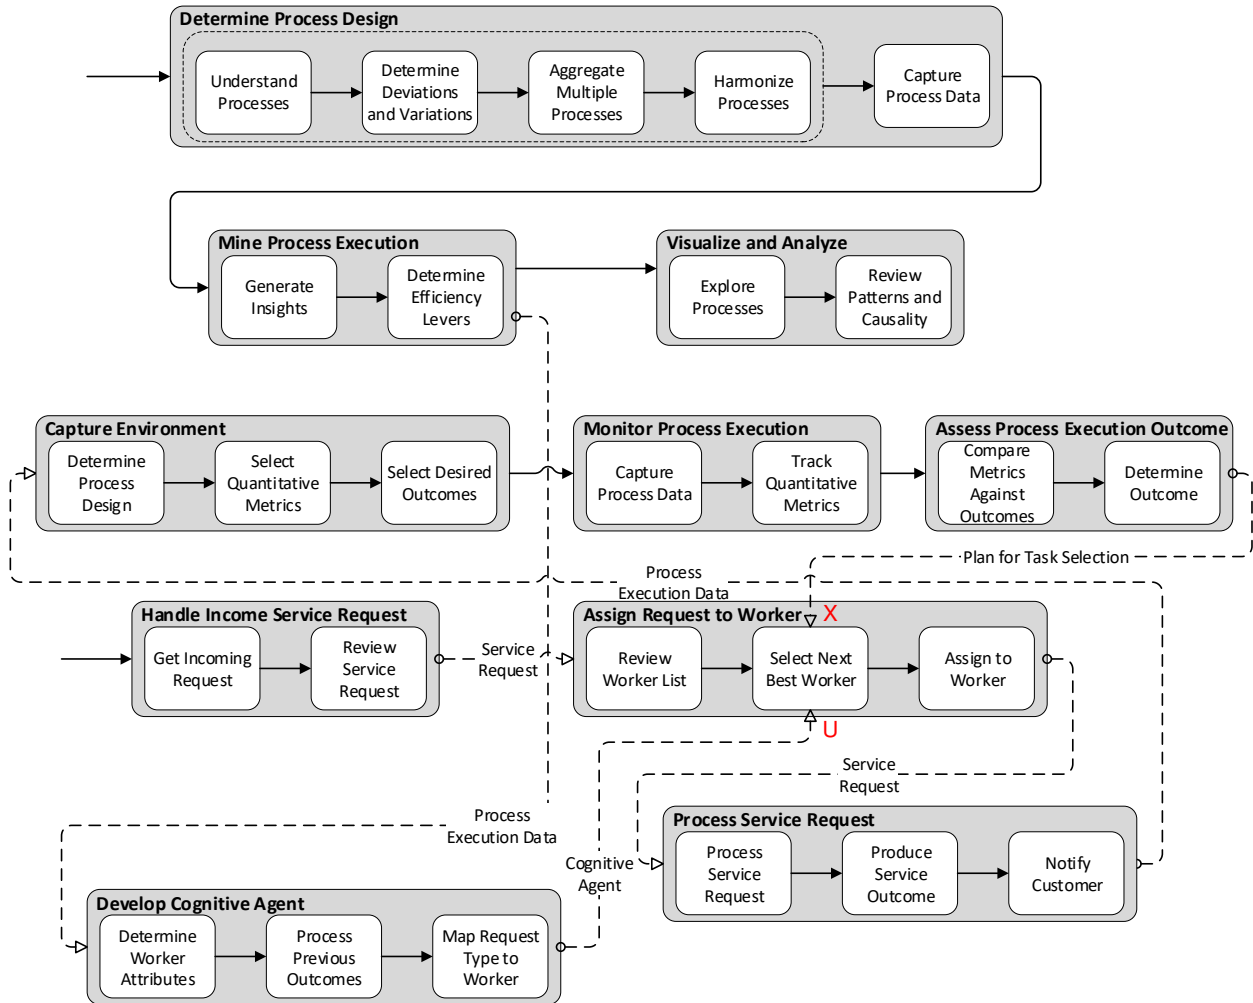 Determine Process Design
Understand
Processes
Determine
Deviations
and Variations
Aggregate
Multiple
Processes
Harmonize
Processes
Capture
Process Data
Mine Process Execution
Generate
Insights
Determine
Efficiency
Levers
Visualize and Analyze
Explore
Processes
Review
Patterns and
Causality
Capture Environment
Determine
Process
Design
Select
Quantitative
Metrics
Select Desired
Outcomes
Monitor Process Execution
Capture
Process Data
Track
Quantitative
Metrics
Assess Process Execution Outcome
Compare
Metrics
Against
Outcomes
Determine
Outcome
Plan for Task Selection
Process
Execution Data
Handle Income Service Request
Get Incoming
Request
Review
Service
Request
Service
Request
Assign Request to Worker
X
Review
Worker List
Select Next
Best Worker
Assign to
Worker
U
Service
Request
Process
Execution Data
Cognitive
Agent
Process Service Request
Process
Service
Request
Produce
Service
Outcome
Notify
Customer
Develop Cognitive Agent
Determine
Worker
Attributes
Process
Previous
Outcomes
Map Request
Type to
Worker